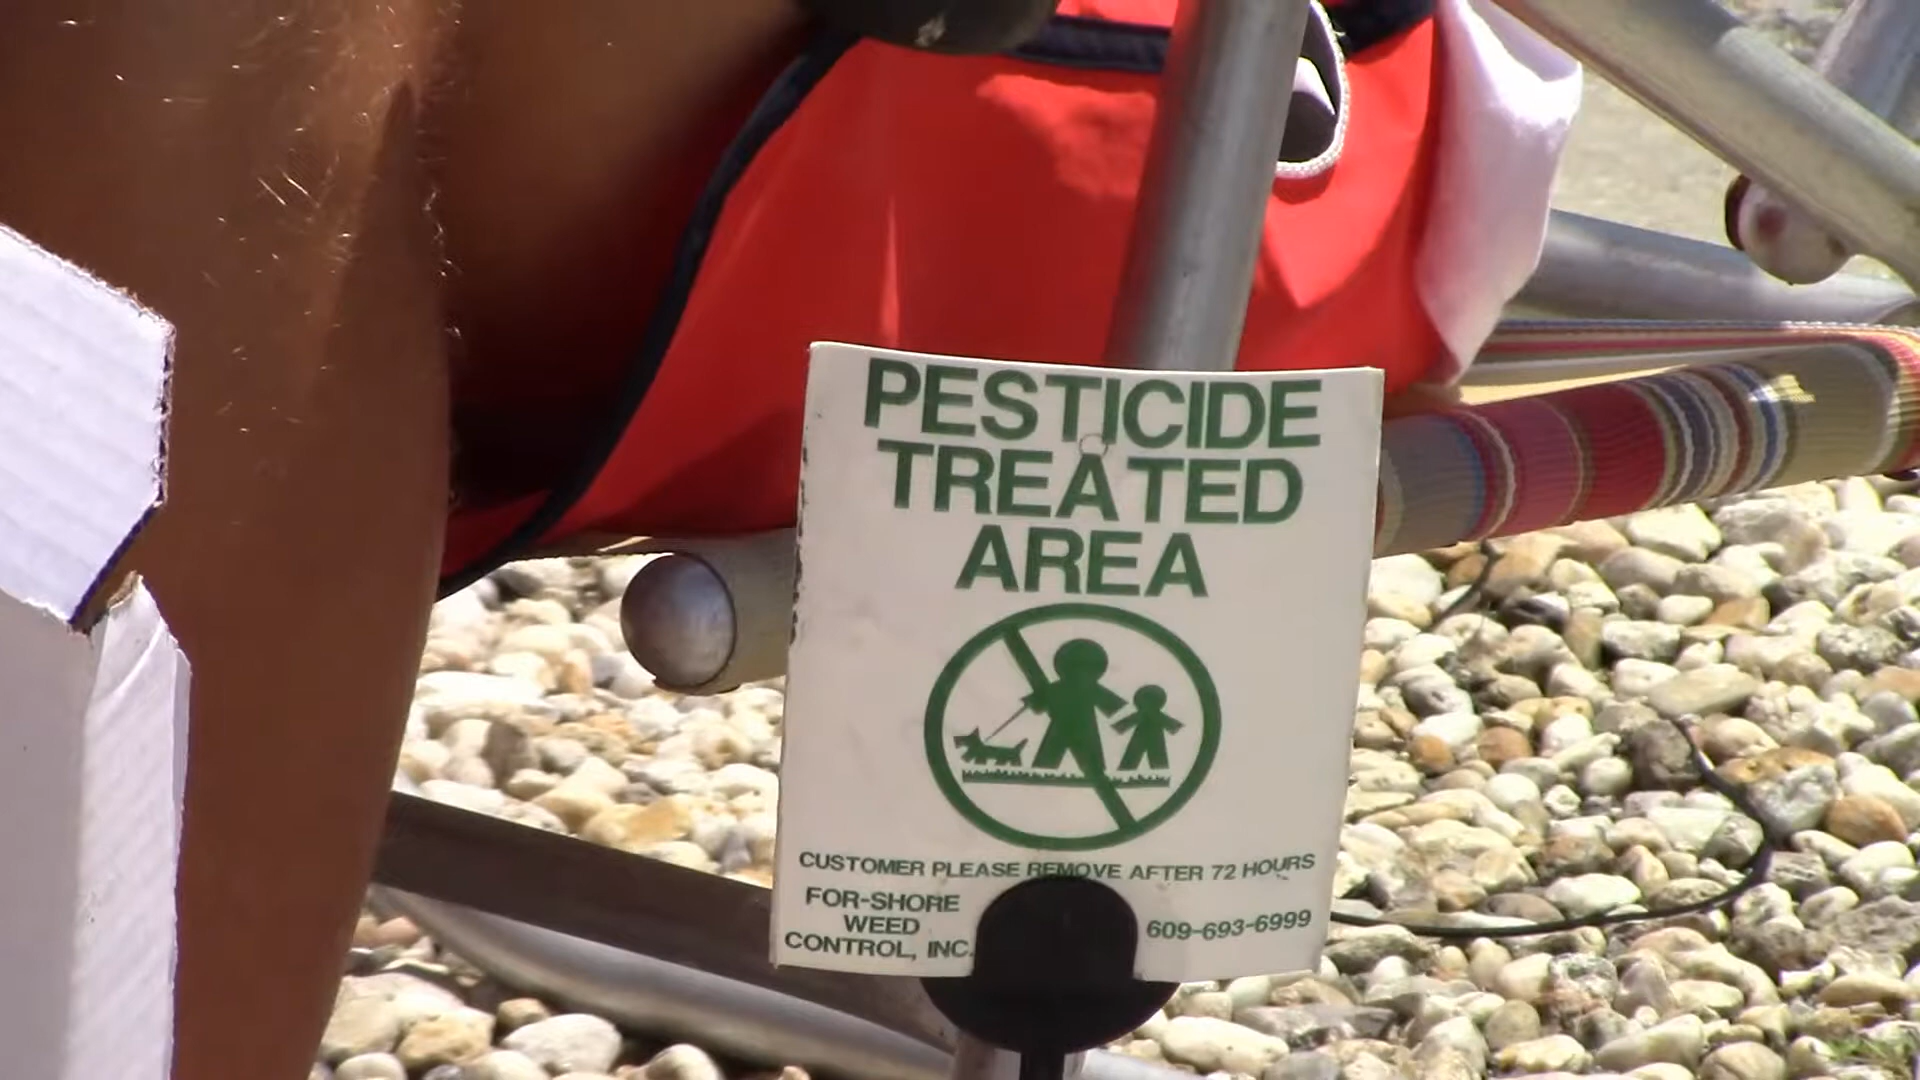 PESTICIDE
TREATED
AREA
CUSTOMER PLEASE REMOVE AFTER 72 HOURS
FOR-SHORE
WEED
CONTROL, INC.
609-693-6999